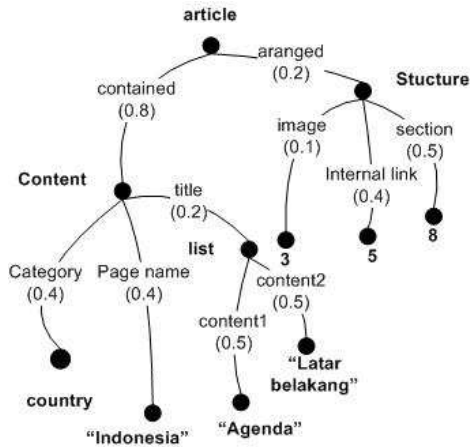 article
contained
(0.8)
aranged
(0.2)
Stucture
image
(0.1)
Internal link
(0.4)
section
(0.5)
Content
title
(0.2)
list
3
5
8
Category
(0.4)
Page name
(0.4)
content1
(0.5)
content2
(0.5)
country
"Indonesia"
"Agenda"
"Latar
belakang"